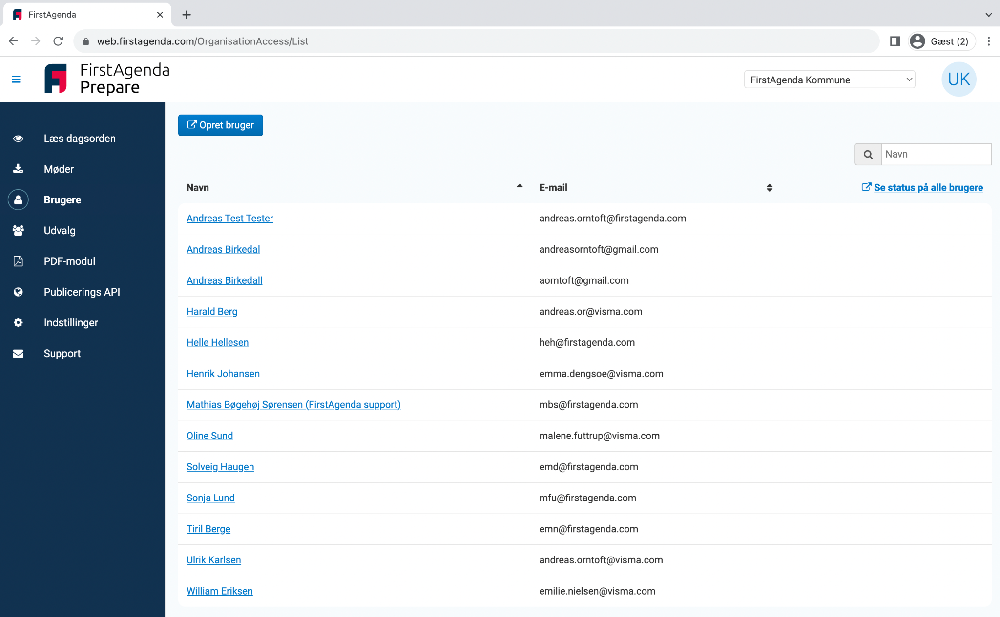 FirstAgenda
web.firstagenda.com/OrganisationAccess/List
Gæst (2)
FirstAgenda
Prepare
FirstAgenda Kommune
UK
Læs dagsorden
Møder
Brugere
Udvalg
PDF-modul
Publicerings API
Indstillinger
Support
Opret bruger
Navn
Navn E-mail Se status på alle brugere
Andreas Test Tester andreas.orntoft@firstagenda.com
Andreas Birkedal andreasorntoft@gmail.com
Andreas Birkedall aorntoft@gmail.com
Harald Berg andreas.or@visma.com
Helle Hellesen heh@firstagenda.com
Henrik Johansen emma.dengsoe@visma.com
Mathias Bøgehøj Sørensen (FirstAgenda support) mbs@firstagenda.com
Oline Sund malene.futtrup@visma.com
Solveig Haugen emd@firstagenda.com
Sonja Lund mfu@firstagenda.com
Tiril Berge emn@firstagenda.com
Ulrik Karlsen andreas.orntoft@visma.com
William Eriksen emilie.nielsen@visma.com